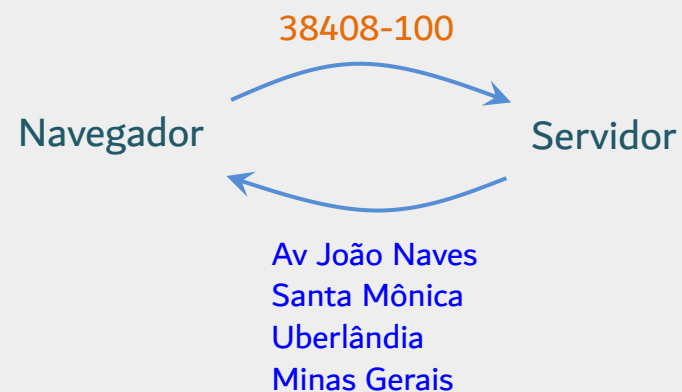 38408-100
Navegador
Servidor
Av João Naves
Santa Mônica
Uberlândia
Minas Gerais